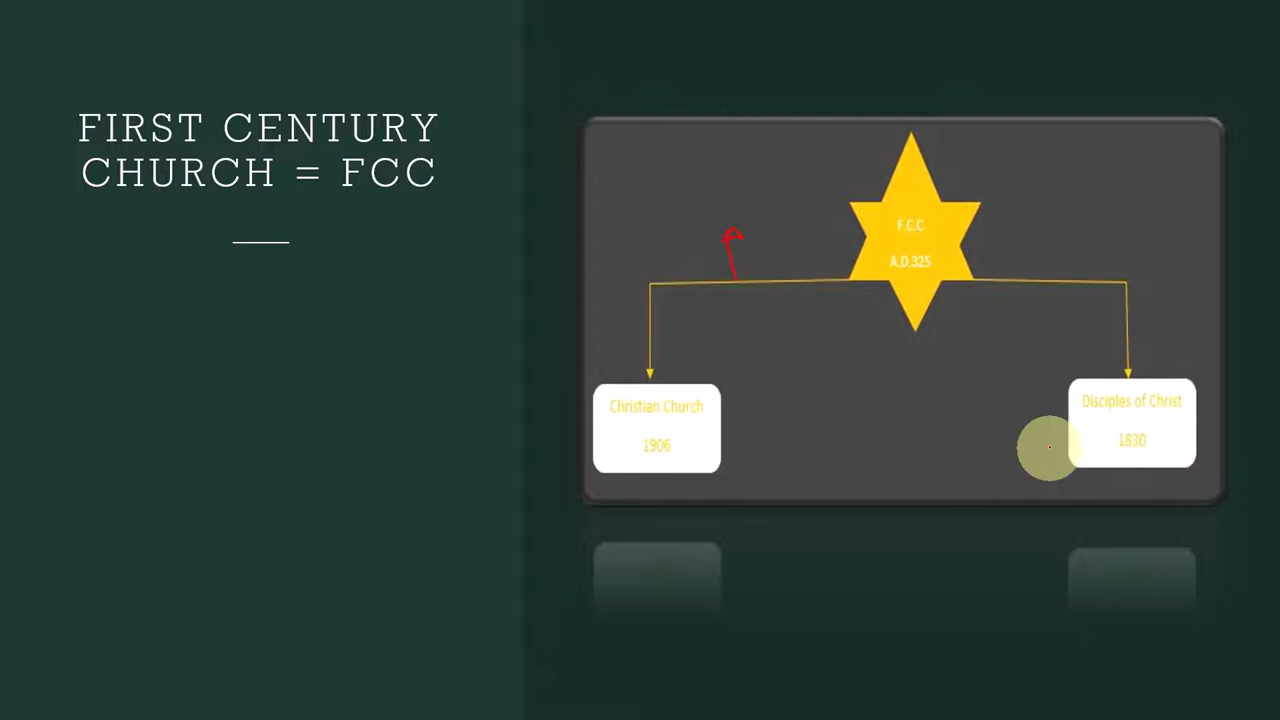 FIRST CENTURY
CHURCH = FCC
F.C.C
A.D.325
Christian Church
1906
Disciples of Christ
1830